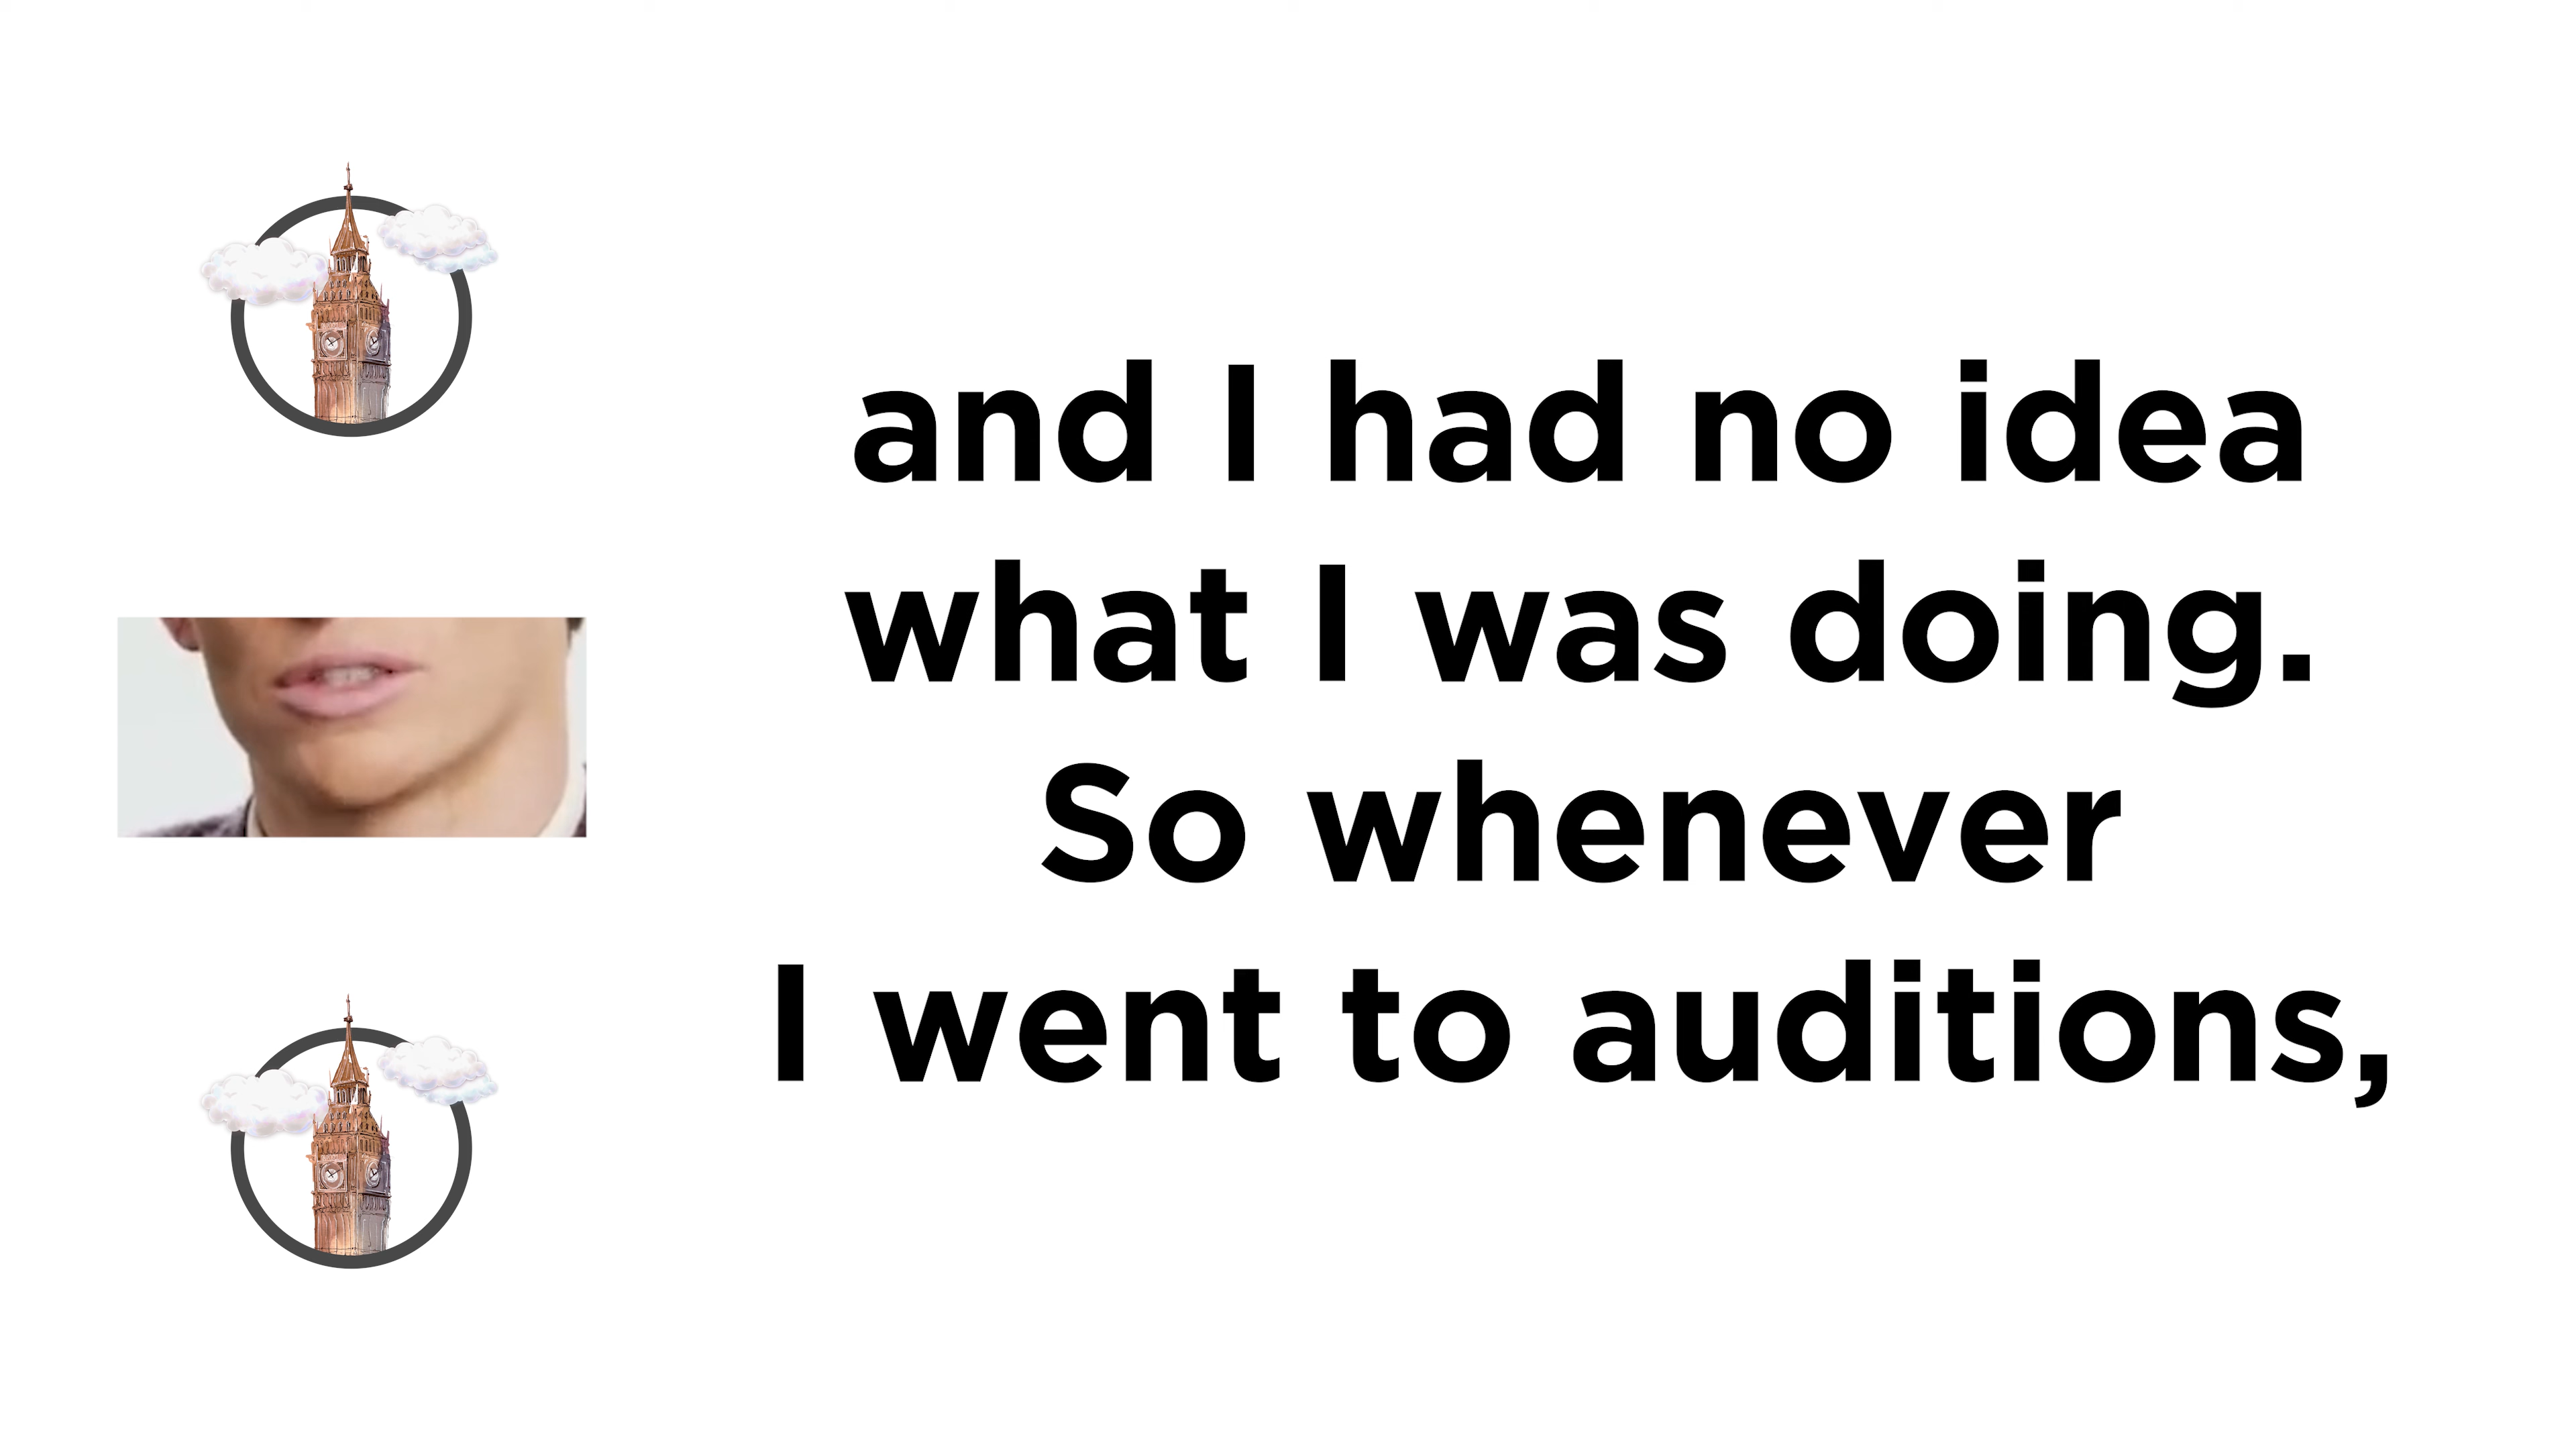 and I had no idea
what I was doing.
So whenever
I went to auditions,